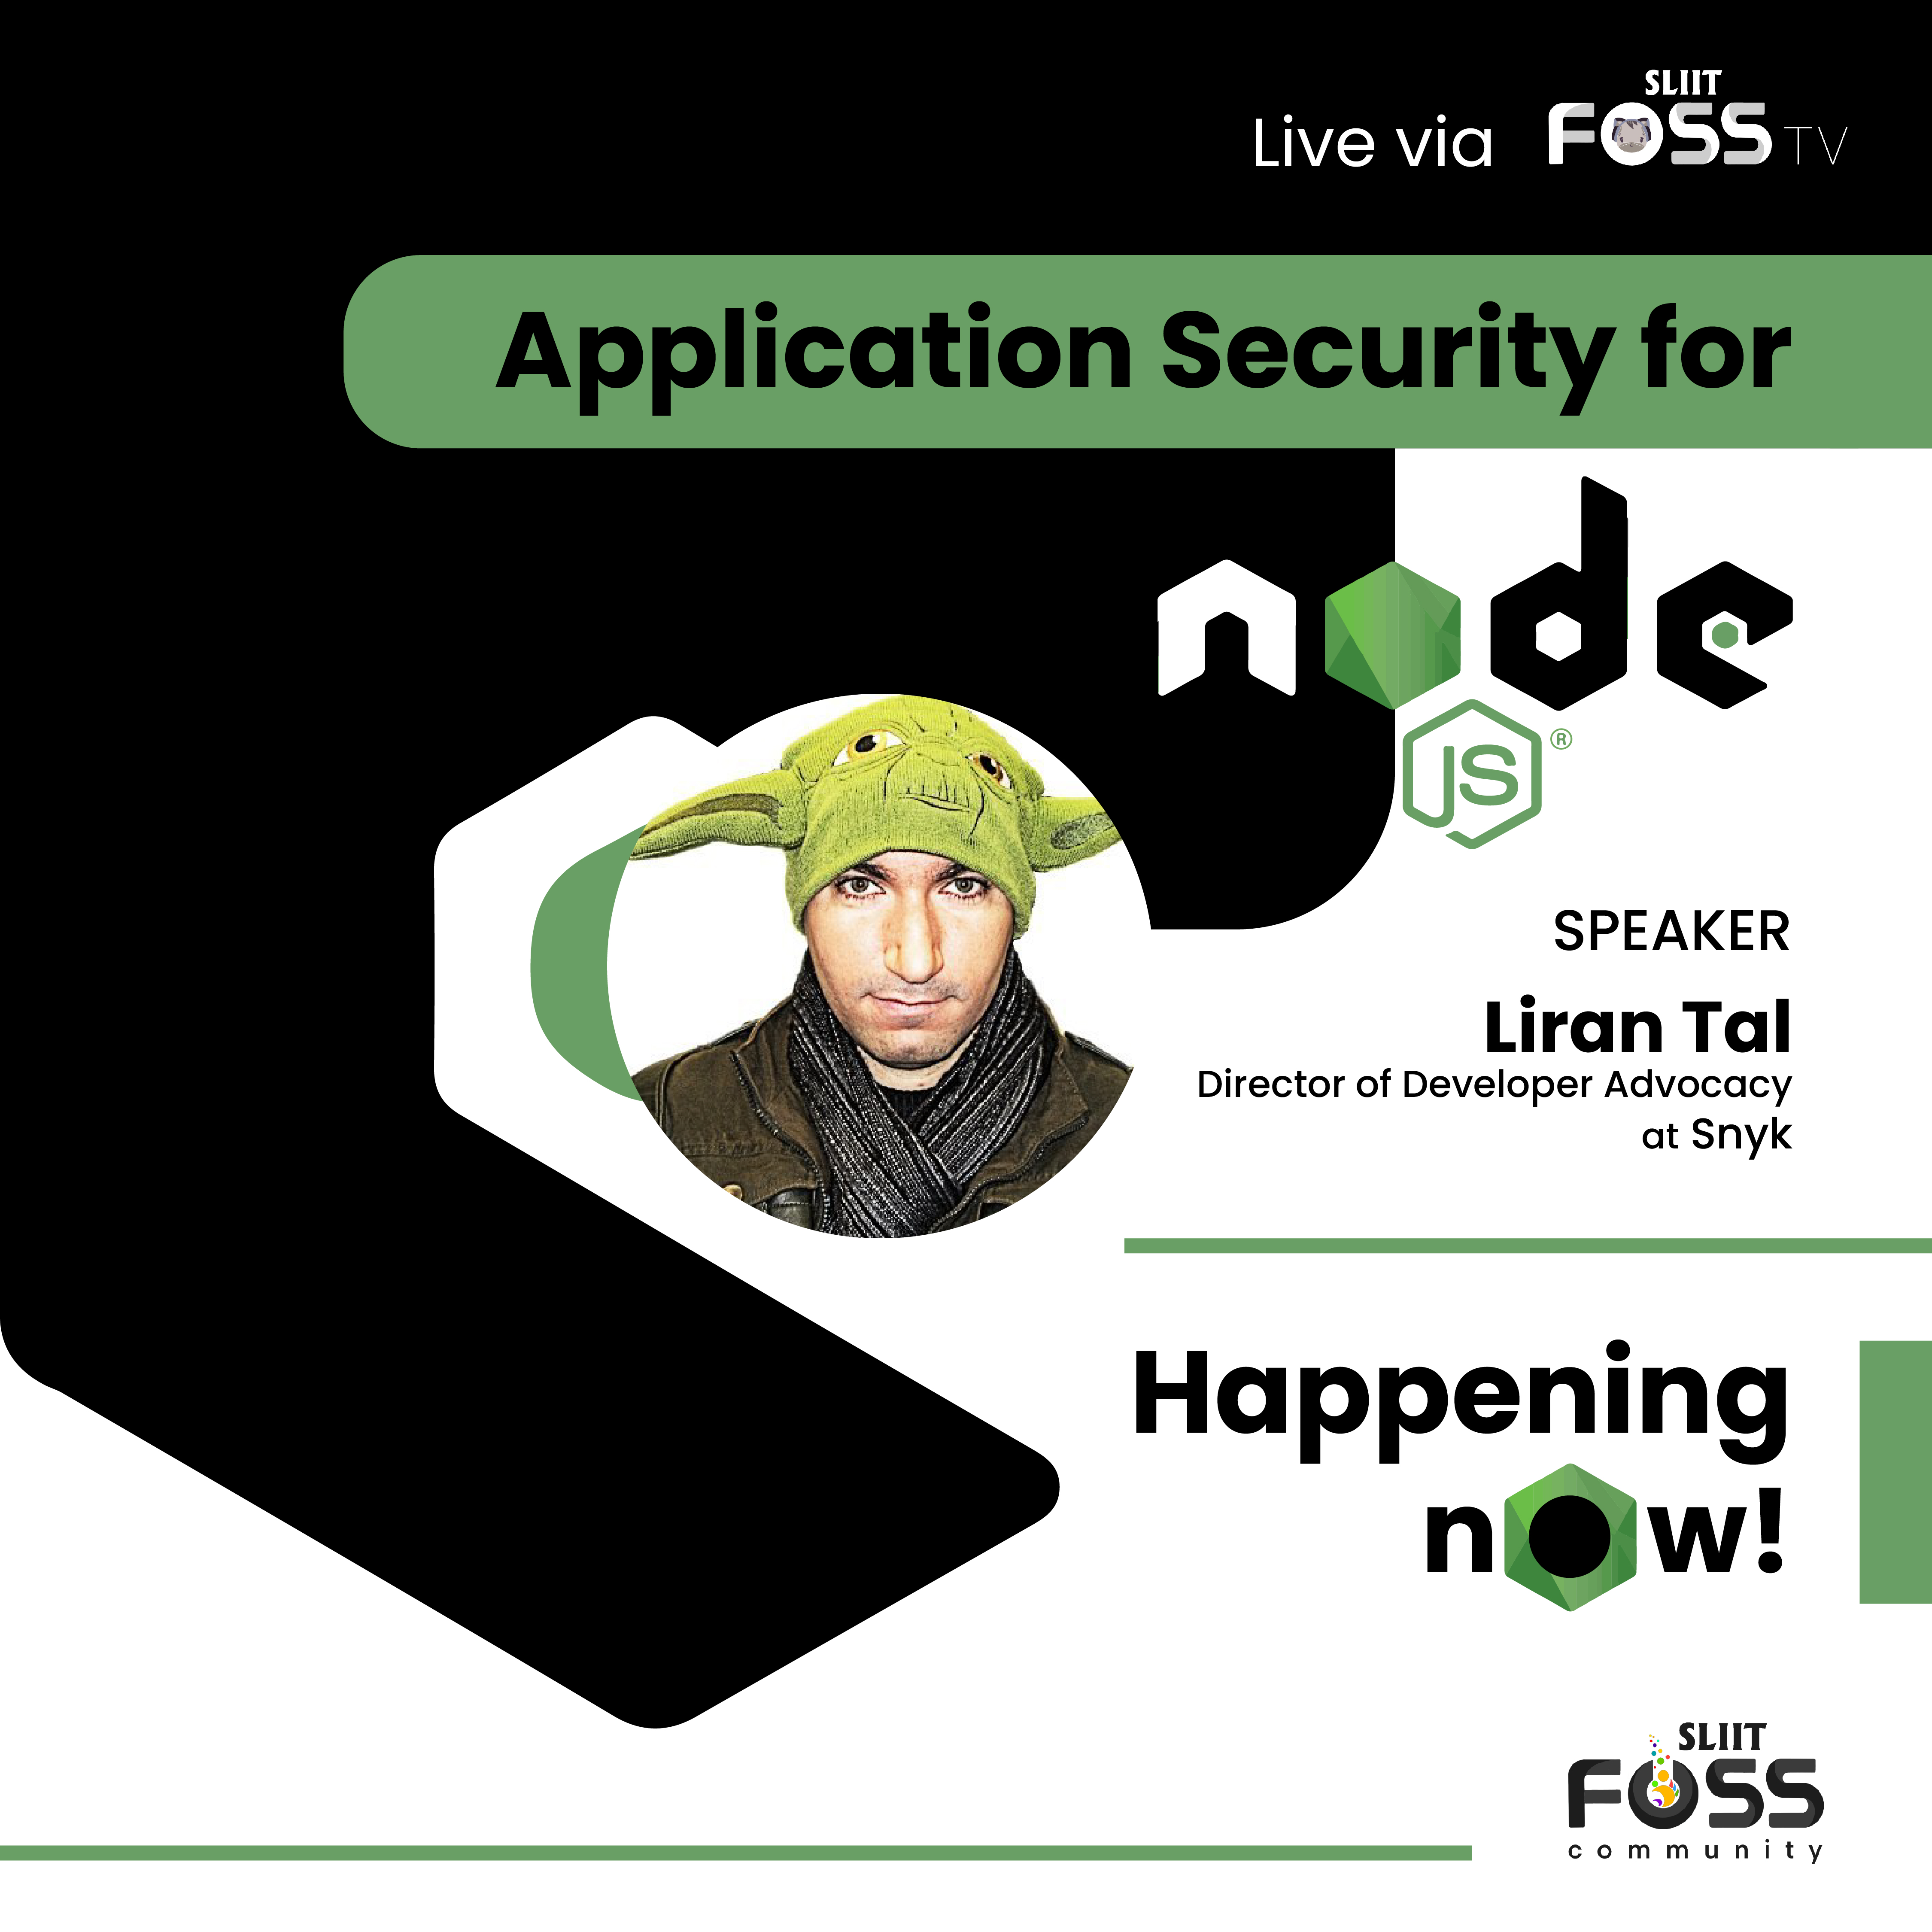 Live via
SLIIT
FOSS TV
Application Security for
node
JS®
SPEAKER
Liran Tal
Director of Developer Advocacy
at Snyk
Happening
now!
SLIIT
FOSS
community